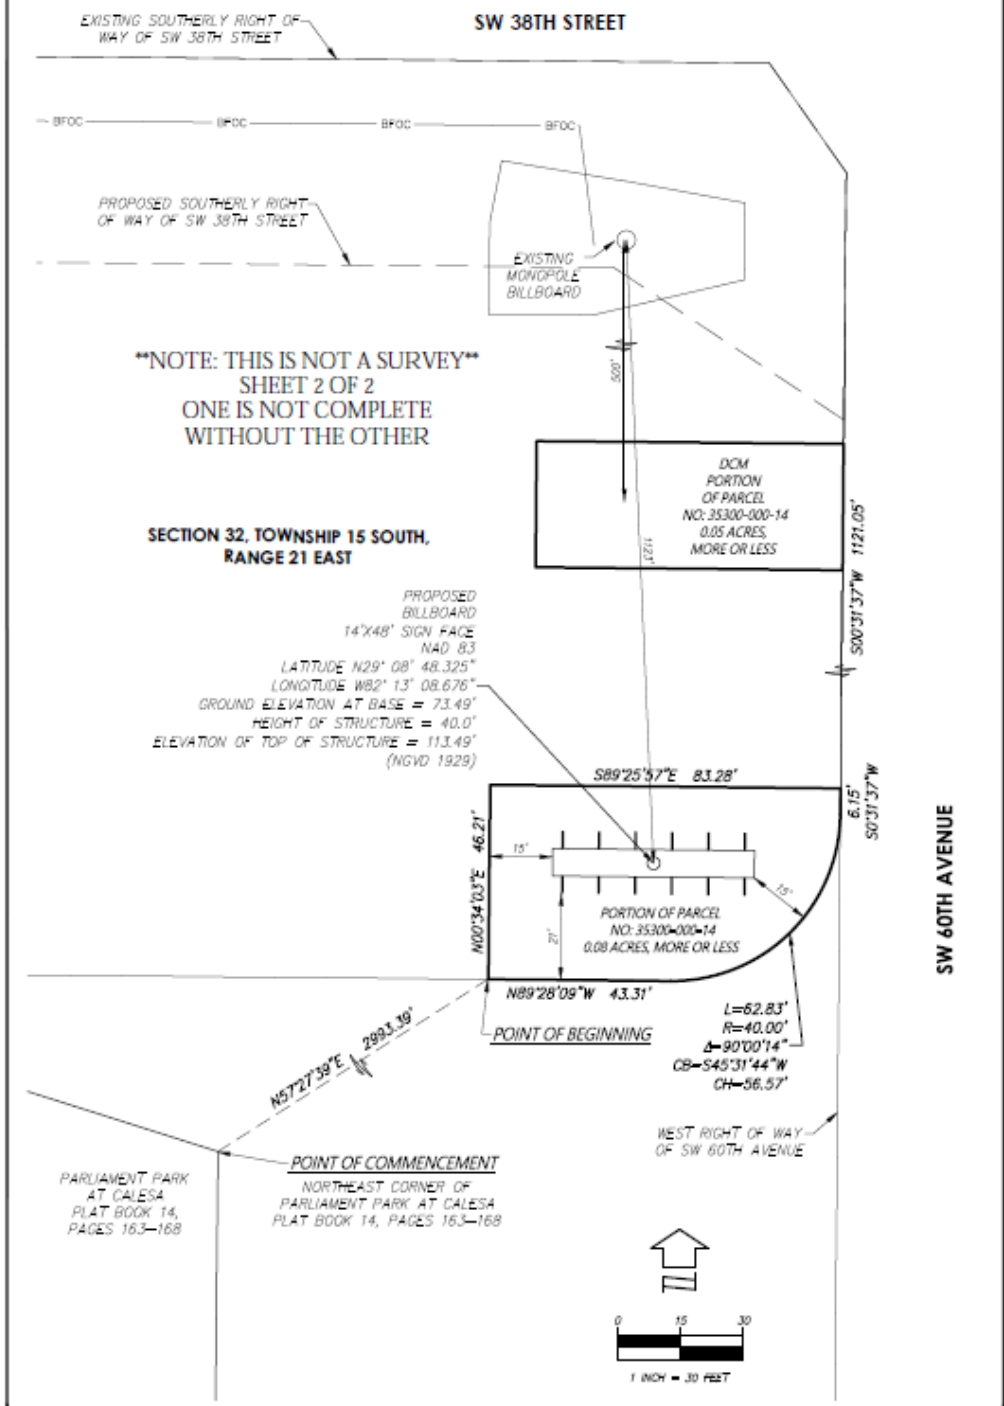 EXISTING SOUTHERLY RIGHT OF
WAY OF SW 38TH STREET
SW 38TH STREET
BFOC
BFOC
BFOC
BFOC
PROPOSED SOUTHERLY RIGHT
OF WAY OF SW 38TH STREET
EXISTING
MONOPOLE
BILLBOARD
**NOTE: THIS IS NOT A SURVEY**
SHEET 2 OF 2
ONE IS NOT COMPLETE
WITHOUT THE OTHER
500'
DCM
PORTION
OF PARCEL
NO: 35300-000-14
0.05 ACRES,
MORE OR LESS
SECTION 32, TOWNSHIP 15 SOUTH,
RANGE 21 EAST
1123'
S00°31'37"W 1121.05'
PROPOSED
BILLBOARD
14'X48' SIGN FACE
NAD 83
LATITUDE N29° 08' 48.325"
LONGITUDE W82° 13' 08.676"
GROUND ELEVATION AT BASE = 73.49'
HEIGHT OF STRUCTURE = 40.0'
ELEVATION OF TOP OF STRUCTURE = 113.49'
(NGVD 1929)
S89°25'57"E 83.28'
6.15'
S0°31'37"W
N00°34'03"E 46.21'
15'
15'
21'
PORTION OF PARCEL
NO: 35300-000-14
0.08 ACRES, MORE OR LESS
SW 60TH AVENUE
N89°28'09"W 43.31'
POINT OF BEGINNING
L=62.83'
R=40.00'
Δ=90°00'14"
CB=S45°31'44"W
CH=56.57'
N57°27'39"E 2993.39'
WEST RIGHT OF WAY
OF SW 60TH AVENUE
POINT OF COMMENCEMENT
NORTHEAST CORNER OF
PARLIAMENT PARK AT CALESA
PLAT BOOK 14, PAGES 163-168
PARLIAMENT PARK
AT CALESA
PLAT BOOK 14,
PAGES 163-168
0 15 30
1 INCH = 30 FEET